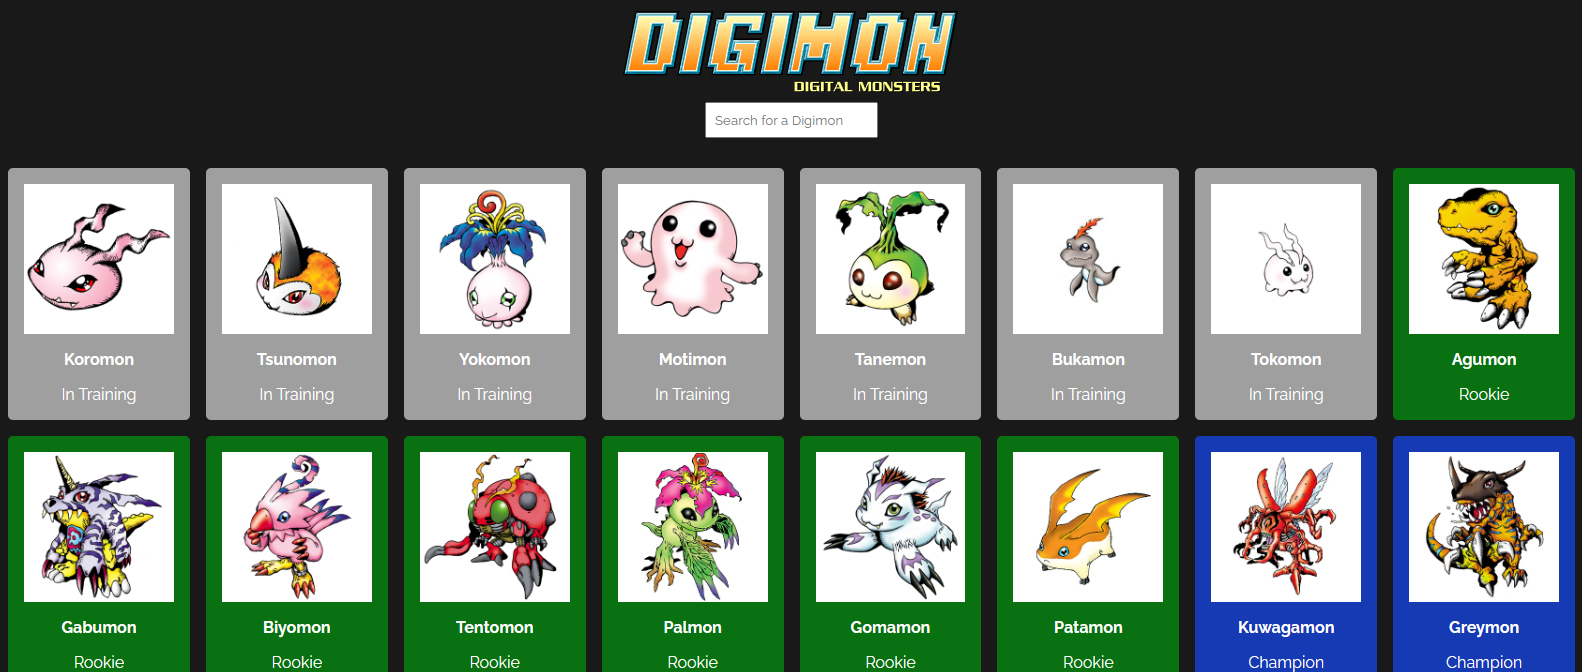 DIGIMON
DIGITAL MONSTERS
Search for a Digimon
Koromon
In Training
Tsunomon
In Training
Yokomon
In Training
Motimon
In Training
Tanemon
In Training
Bukamon
In Training
Tokomon
In Training
Agumon
Rookie
Gabumon
Rookie
Biyomon
Rookie
Tentomon
Rookie
Palmon
Rookie
Gomamon
Rookie
Patamon
Rookie
Kuwagamon
Champion
Greymon
Champion